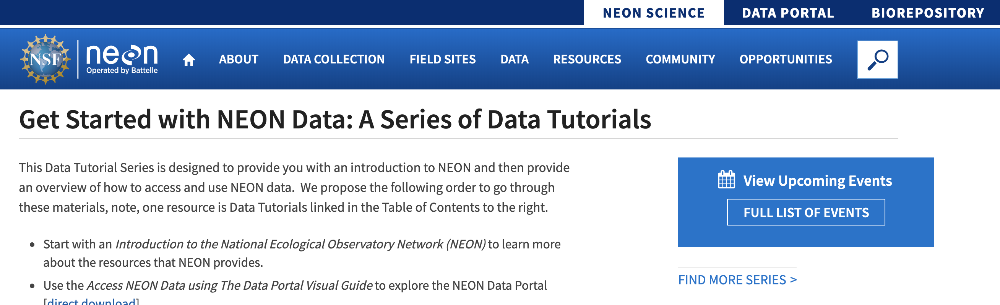 NEON SCIENCE
DATA PORTAL
BIOREPOSITORY
NSF
neon
Operated by Battelle
ABOUT
DATA COLLECTION
FIELD SITES
DATA
RESOURCES
COMMUNITY
OPPORTUNITIES
Get Started with NEON Data: A Series of Data Tutorials
This Data Tutorial Series is designed to provide you with an introduction to NEON and then provide
an overview of how to access and use NEON data.  We propose the following order to go through
these materials, note, one resource is Data Tutorials linked in the Table of Contents to the right.
• Start with an Introduction to the National Ecological Observatory Network (NEON) to learn more
about the resources that NEON provides.
• Use the Access NEON Data using The Data Portal Visual Guide to explore the NEON Data Portal
[direct download]
View Upcoming Events
FULL LIST OF EVENTS
FIND MORE SERIES >